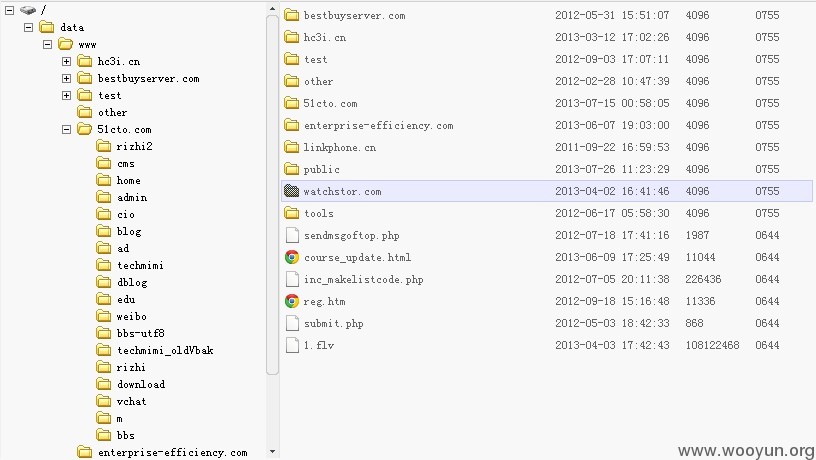 /
data
www
hc3i.cn
bestbuyserver.com
test
other
51cto.com
rizhi2
cms
home
admin
cio
blog
ad
techmimi
dblog
edu
weibo
bbs-utf8
techmimi_oldVbak
rizhi
download
vchat
m
bbs
enterprise-efficiency.com
bestbuyserver.com 2012-05-31 15:51:07 4096 0755
hc3i.cn 2013-03-12 17:02:26 4096 0755
test 2012-09-03 17:07:11 4096 0755
other 2012-02-28 10:47:39 4096 0755
51cto.com 2013-07-15 00:58:05 4096 0755
enterprise-efficiency.com 2013-06-07 19:03:00 4096 0755
linkphone.cn 2011-09-22 16:59:53 4096 0755
public 2013-07-26 11:23:29 4096 0755
watchstor.com 2013-04-02 16:41:46 4096 0755
tools 2012-06-17 05:58:30 4096 0755
sendmsgoftop.php 2012-07-18 17:41:16 1987 0644
course_update.html 2013-06-09 17:25:49 11044 0644
inc_makelistcode.php 2012-07-05 20:11:38 226436 0644
reg.htm 2012-09-18 15:16:48 11336 0644
submit.php 2012-05-03 18:42:33 868 0644
1.flv 2013-04-03 17:42:43 108122468 0644
www.wooyun.org